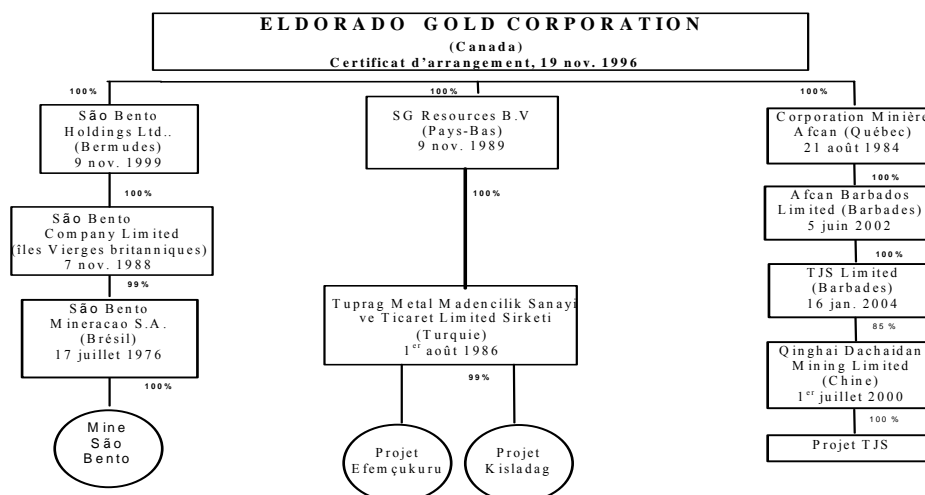 ELDORADO GOLD CORPORATION
(Canada)
Certificat d'arrangement, 19 nov. 1996
100%
São Bento
Holdings Ltd..
(Bermudes)
9 nov. 1999
100%
São Bento
Company Limited
(îles Vierges britanniques)
7 nov. 1988
99%
São Bento
Mineracao S.A.
(Brésil)
17 juillet 1976
100%
Mine
São
Bento
100%
SG Resources B.V
(Pays-Bas)
9 nov. 1989
100%
Tuprag Metal Madencilik Sanayi
ve Ticaret Limited Sirketi
(Turquie)
1er août 1986
99%
Projet
Efemçukuru
Projet
Kisladag
100%
Corporation Minière
Afcan (Québec)
21 août 1984
100%
Afcan Barbados
Limited (Barbades)
5 juin 2002
100%
TJS Limited
(Barbades)
16 jan. 2004
85 %
Qinghai Dachaidan
Mining Limited
(Chine)
1er juillet 2000
100 %
Projet TJS